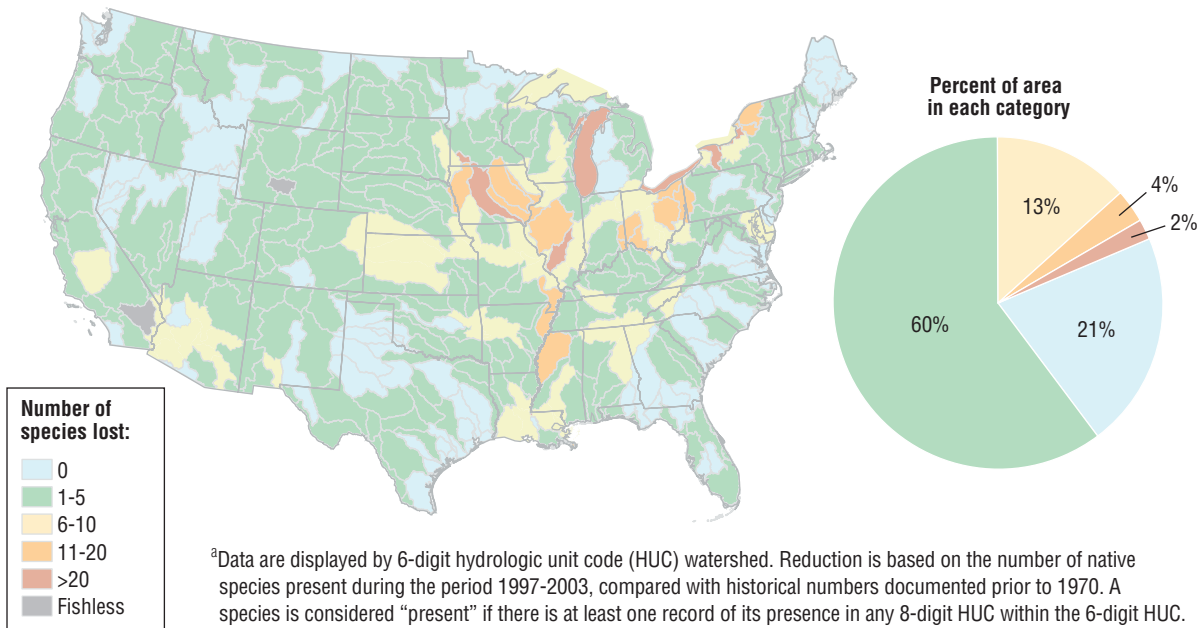 Percent of area
in each category
13%
4%
2%
60%
21%
Number of
species lost:
0
1-5
6-10
11-20
>20
Fishless
aData are displayed by 6-digit hydrologic unit code (HUC) watershed. Reduction is based on the number of native
species present during the period 1997-2003, compared with historical numbers documented prior to 1970. A
species is considered “present” if there is at least one record of its presence in any 8-digit HUC within the 6-digit HUC.